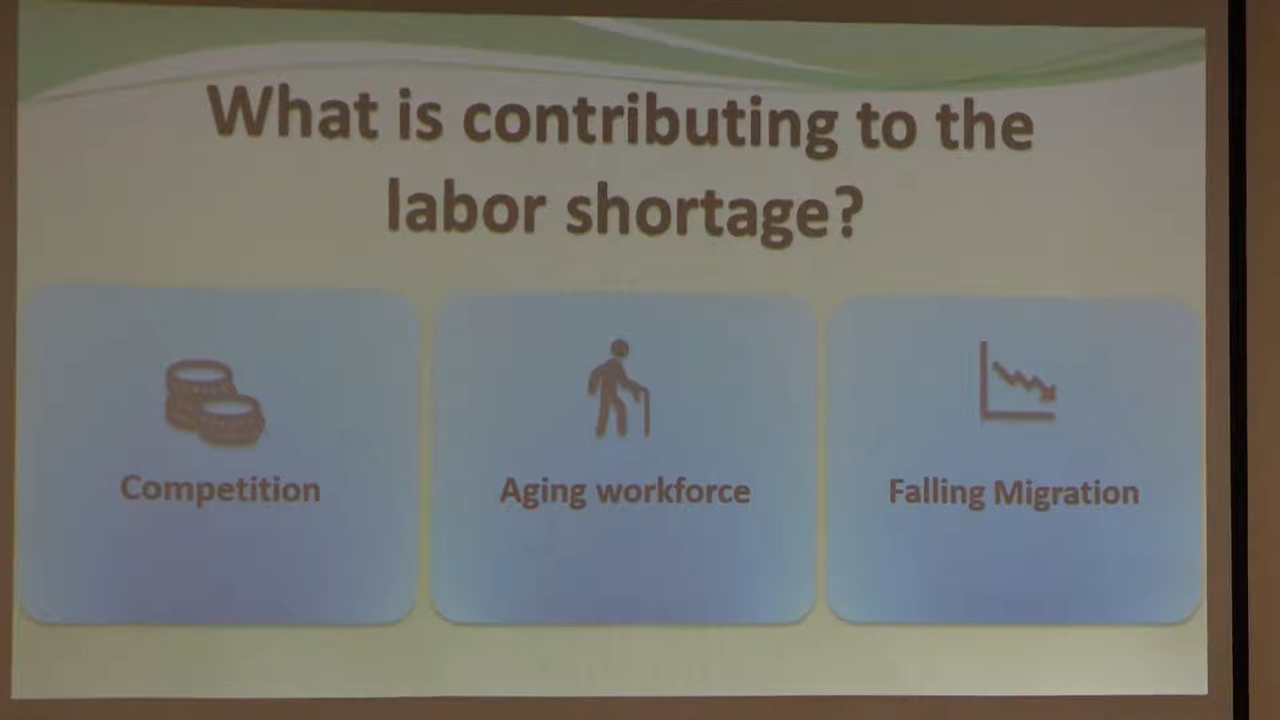 What is contributing to the
labor shortage?
Competition
Aging workforce
Falling Migration